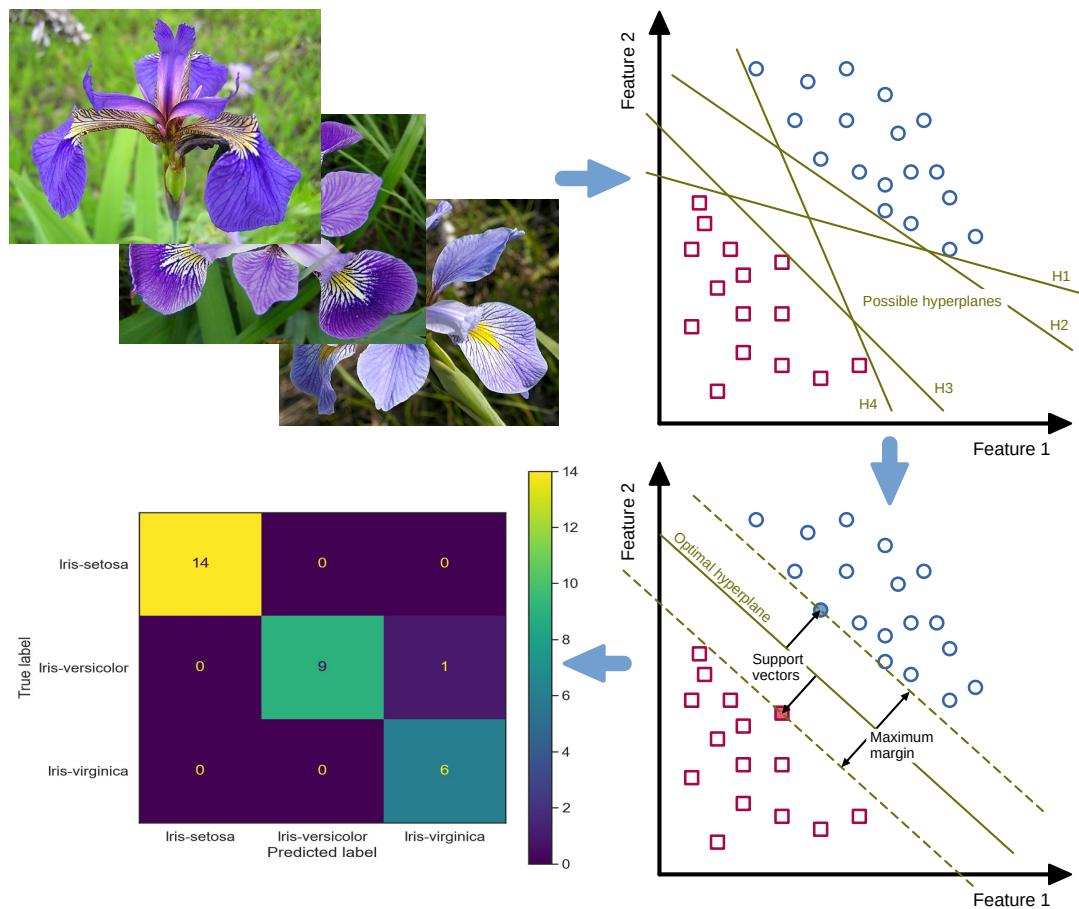 Feature 2
H1
Possible hyperplanes
H2
H3
H4
Feature 1
Feature 2
Optimal hyperplane
Support
vectors
Maximum
margin
Feature 1
14
12
10
8
6
4
2
0
True label
Iris-setosa
14 0 0
Iris-versicolor
0 9 1
Iris-virginica
0 0 6
Iris-setosa Iris-versicolor Iris-virginica
Predicted label